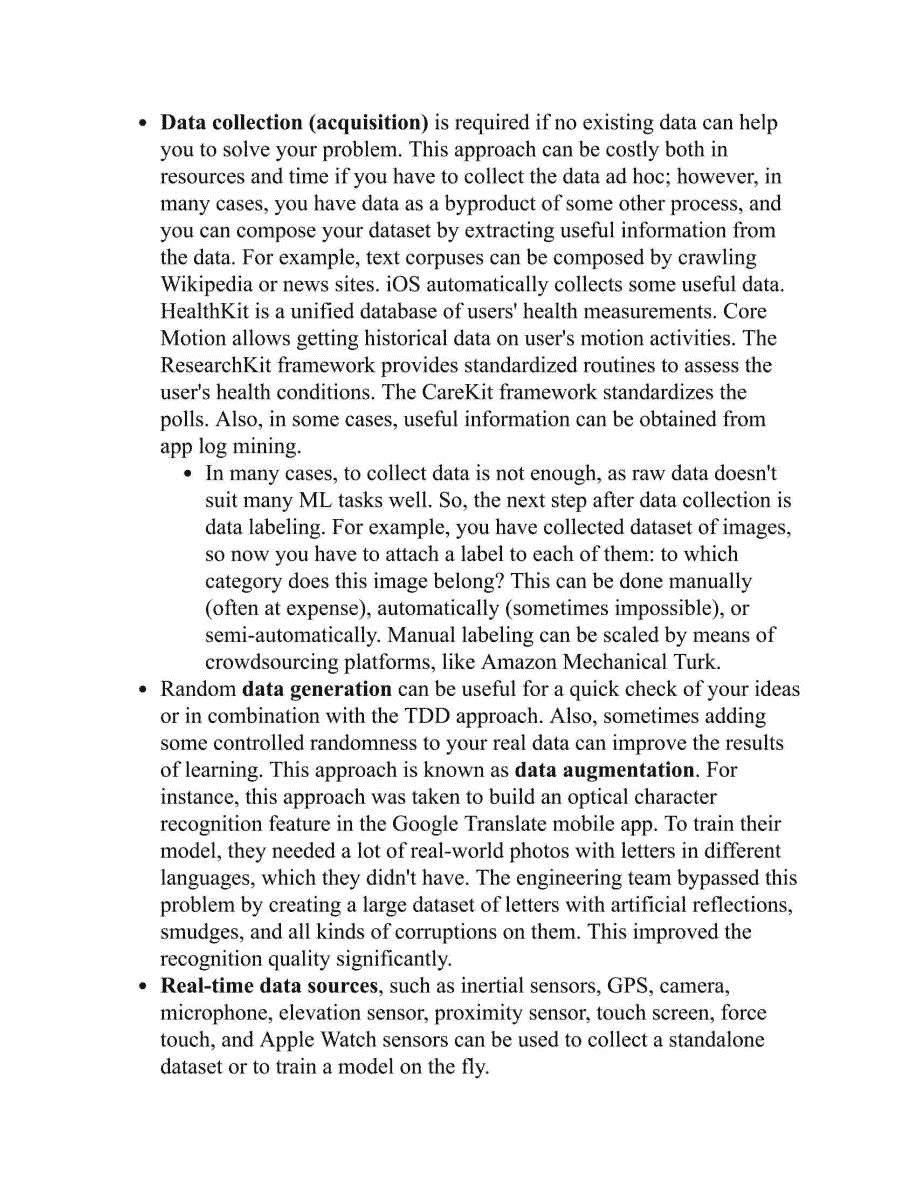 • Data collection (acquisition) is required if no existing data can help
you to solve your problem. This approach can be costly both in
resources and time if you have to collect the data ad hoc; however, in
many cases, you have data as a byproduct of some other process, and
you can compose your dataset by extracting useful information from
the data. For example, text corpuses can be composed by crawling
Wikipedia or news sites. iOS automatically collects some useful data.
HealthKit is a unified database of users' health measurements. Core
Motion allows getting historical data on user's motion activities. The
ResearchKit framework provides standardized routines to assess the
user's health conditions. The CareKit framework standardizes the
polls. Also, in some cases, useful information can be obtained from
app log mining.
• In many cases, to collect data is not enough, as raw data doesn't
suit many ML tasks well. So, the next step after data collection is
data labeling. For example, you have collected dataset of images,
so now you have to attach a label to each of them: to which
category does this image belong? This can be done manually
(often at expense), automatically (sometimes impossible), or
semi-automatically. Manual labeling can be scaled by means of
crowdsourcing platforms, like Amazon Mechanical Turk.
• Random data generation can be useful for a quick check of your ideas
or in combination with the TDD approach. Also, sometimes adding
some controlled randomness to your real data can improve the results
of learning. This approach is known as data augmentation. For
instance, this approach was taken to build an optical character
recognition feature in the Google Translate mobile app. To train their
model, they needed a lot of real-world photos with letters in different
languages, which they didn't have. The engineering team bypassed this
problem by creating a large dataset of letters with artificial reflections,
smudges, and all kinds of corruptions on them. This improved the
recognition quality significantly.
• Real-time data sources, such as inertial sensors, GPS, camera,
microphone, elevation sensor, proximity sensor, touch screen, force
touch, and Apple Watch sensors can be used to collect a standalone
dataset or to train a model on the fly.